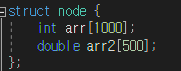 struct node {
    int arr[1000];
    double arr2[500];
};